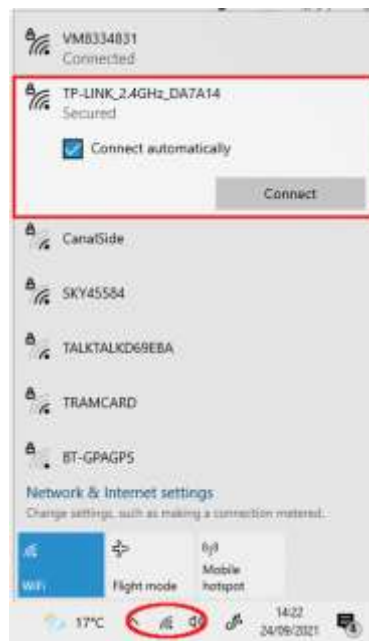 VM8334831
Connected
TP-LINK_2.4GHz_DA7A14
Secured
Connect automatically
Connect
CanalSide
SKY45584
TALKTALKD69EBA
TRAMCARD
BT-GPAGPS
Network & Internet settings
Change settings, such as making a connection metered.
WiFi
Flight mode
Mobile
hotspot
17°C
14:22
24/09/2021